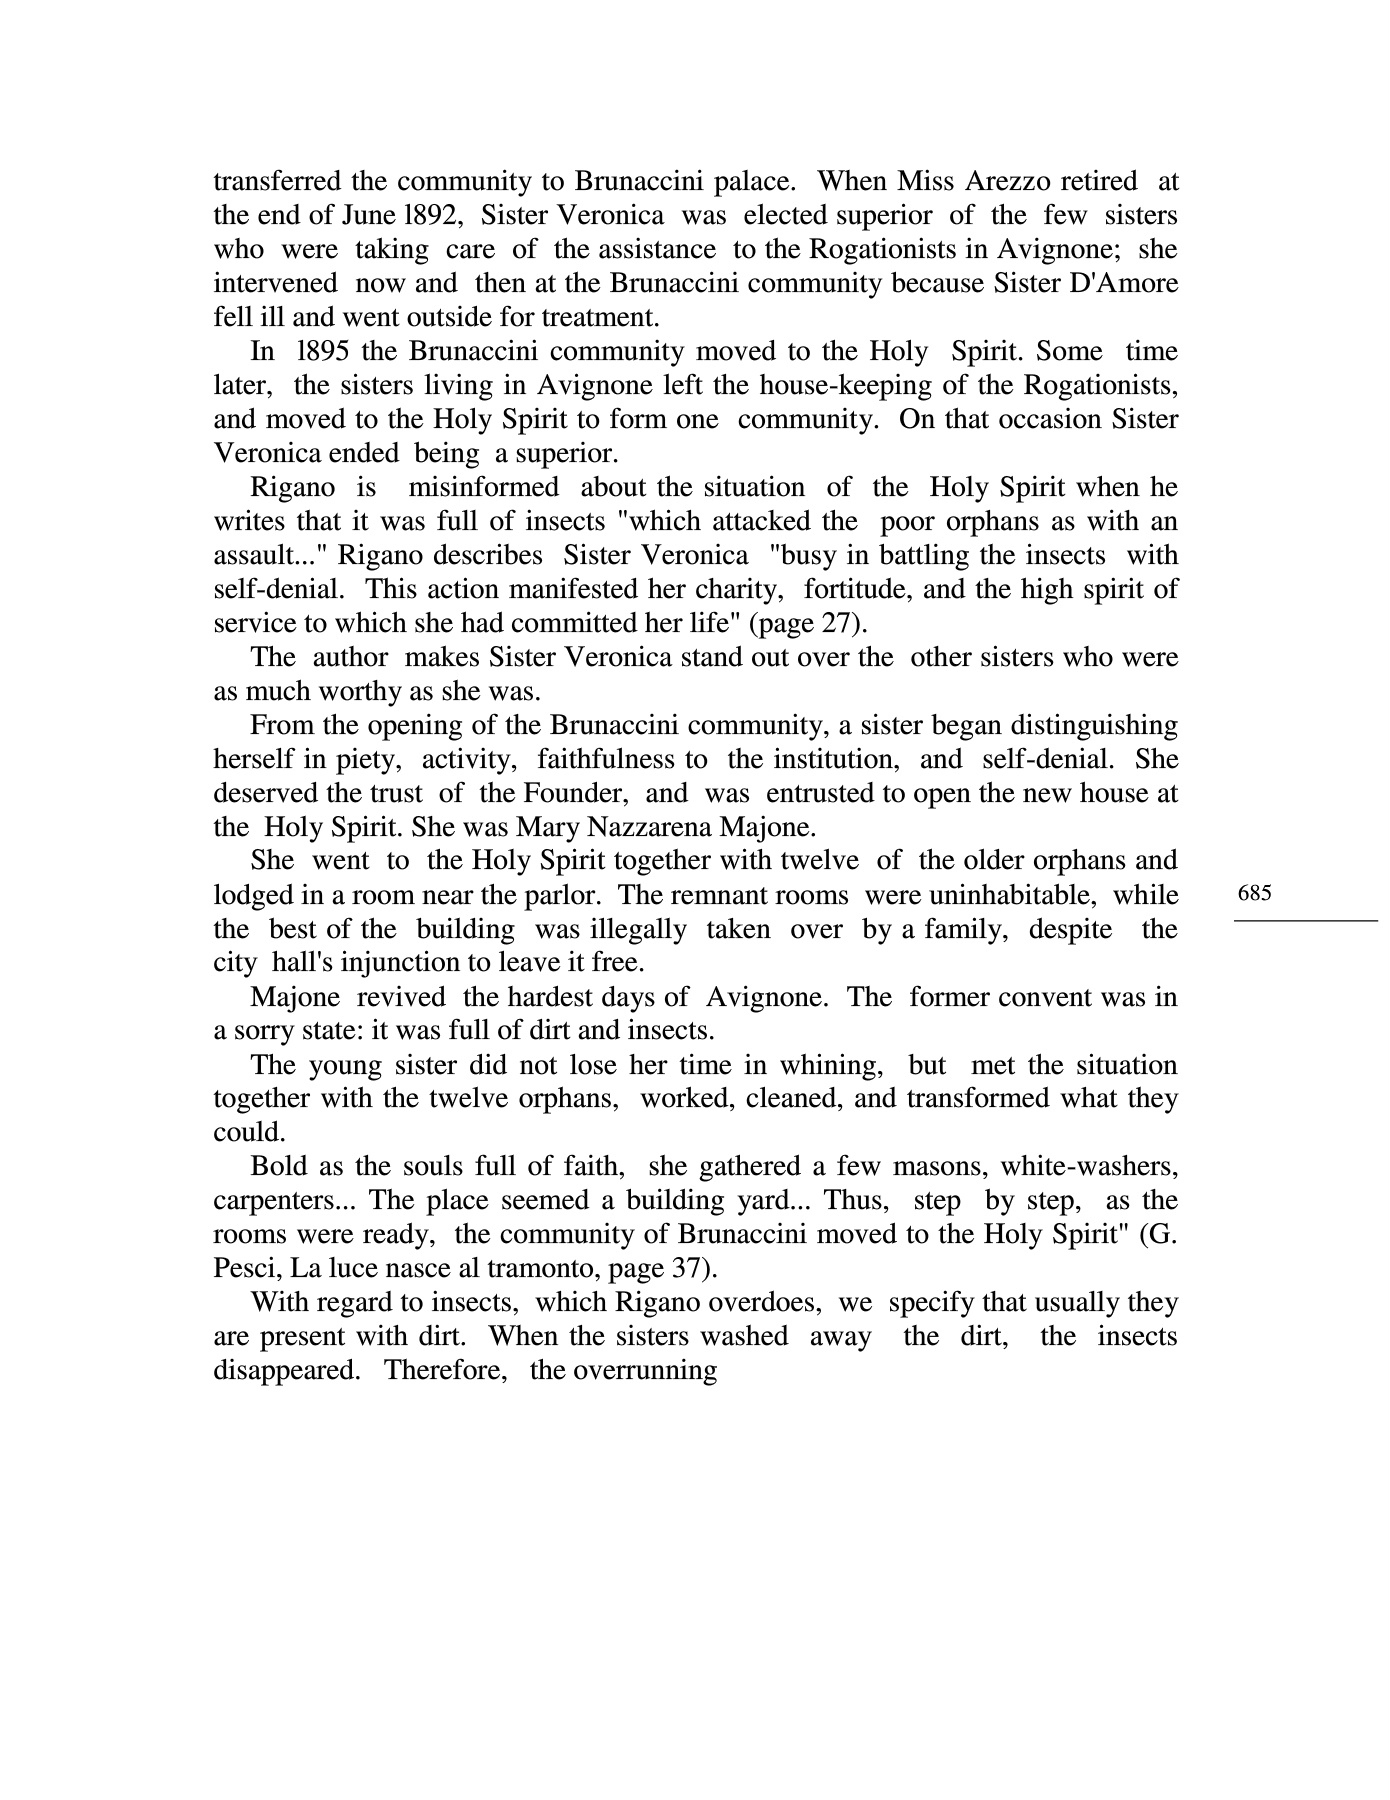 transferred the community to Brunaccini palace. When Miss Arezzo retired at
the end of June 1892, Sister Veronica was elected superior of the few sisters
who were taking care of the assistance to the Rogationists in Avignone; she
intervened now and then at the Brunaccini community because Sister D'Amore
fell ill and went outside for treatment.
In 1895 the Brunaccini community moved to the Holy Spirit. Some time
later, the sisters living in Avignone left the house-keeping of the Rogationists,
and moved to the Holy Spirit to form one community. On that occasion Sister
Veronica ended being a superior.
Rigano is misinformed about the situation of the Holy Spirit when he
writes that it was full of insects "which attacked the poor orphans as with an
assault..." Rigano describes Sister Veronica "busy in battling the insects with
self-denial. This action manifested her charity, fortitude, and the high spirit of
service to which she had committed her life" (page 27).
The author makes Sister Veronica stand out over the other sisters who were
as much worthy as she was.
From the opening of the Brunaccini community, a sister began distinguishing
herself in piety, activity, faithfulness to the institution, and self-denial. She
deserved the trust of the Founder, and was entrusted to open the new house at
the Holy Spirit. She was Mary Nazzarena Majone.
She went to the Holy Spirit together with twelve of the older orphans and
lodged in a room near the parlor. The remnant rooms were uninhabitable, while
the best of the building was illegally taken over by a family, despite the
city hall's injunction to leave it free.
Majone revived the hardest days of Avignone. The former convent was in
a sorry state: it was full of dirt and insects.
The young sister did not lose her time in whining, but met the situation
together with the twelve orphans, worked, cleaned, and transformed what they
could.
Bold as the souls full of faith, she gathered a few masons, white-washers,
carpenters... The place seemed a building yard... Thus, step by step, as the
rooms were ready, the community of Brunaccini moved to the Holy Spirit" (G.
Pesci, La luce nasce al tramonto, page 37).
With regard to insects, which Rigano overdoes, we specify that usually they
are present with dirt. When the sisters washed away the dirt, the insects
disappeared. Therefore, the overrunning
685